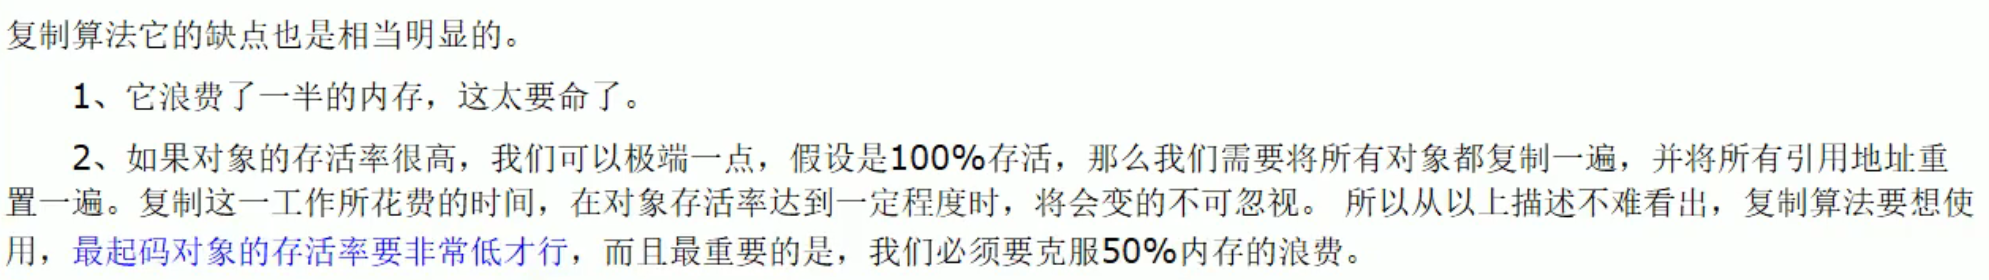 复制算法它的缺点也是相当明显的。
1、它浪费了一半的内存，这太要命了。
2、如果对象的存活率很高，我们可以极端一点，假设是100%存活，那么我们需要将所有对象都复制一遍，并将所有引用地址重
置一遍。复制这一工作所花费的时间，在对象存活率达到一定程度时，将会变的不可忽视。 所以从以上描述不难看出，复制算法要想使
用，最起码对象的存活率要非常低才行，而且最重要的是，我们必须要克服50%内存的浪费。